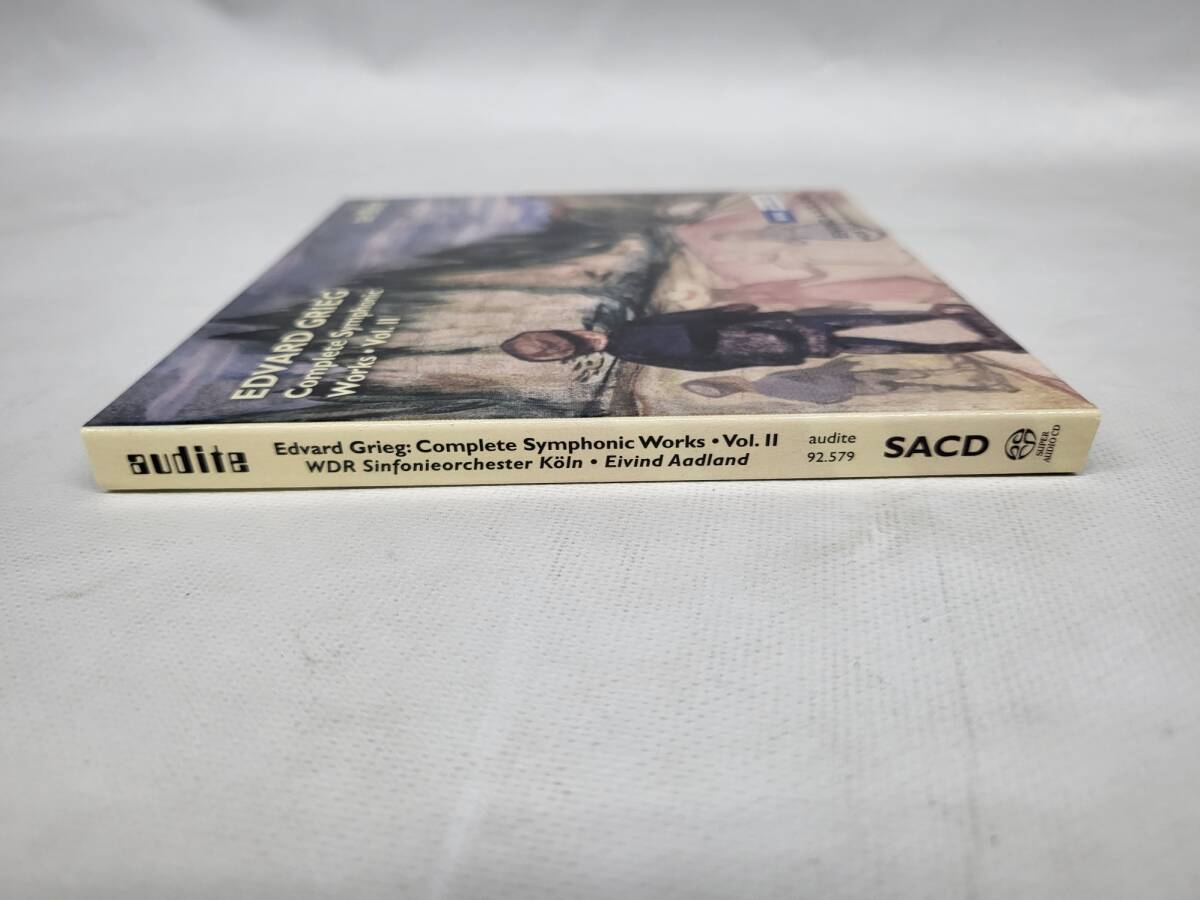 EDVARD GRIEG
Complete Symphonic
Works • Vol. II
audite
Edvard Grieg: Complete Symphonic Works • Vol. II
WDR Sinfonieorchester Köln • Eivind Aadland
audite
92.579
SACD
SUPER
AUDIO CD